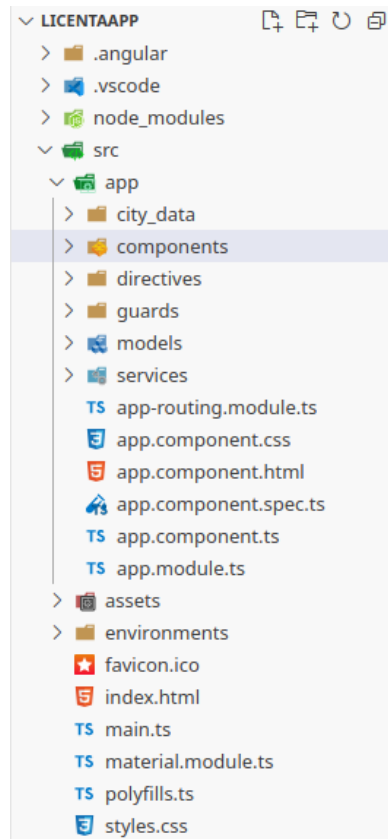 LICENTAAPP
.angular
.vscode
node_modules
src
app
city_data
components
directives
guards
models
services
TS app-routing.module.ts
app.component.css
app.component.html
app.component.spec.ts
TS app.component.ts
TS app.module.ts
assets
environments
favicon.ico
index.html
TS main.ts
TS material.module.ts
TS polyfills.ts
styles.css